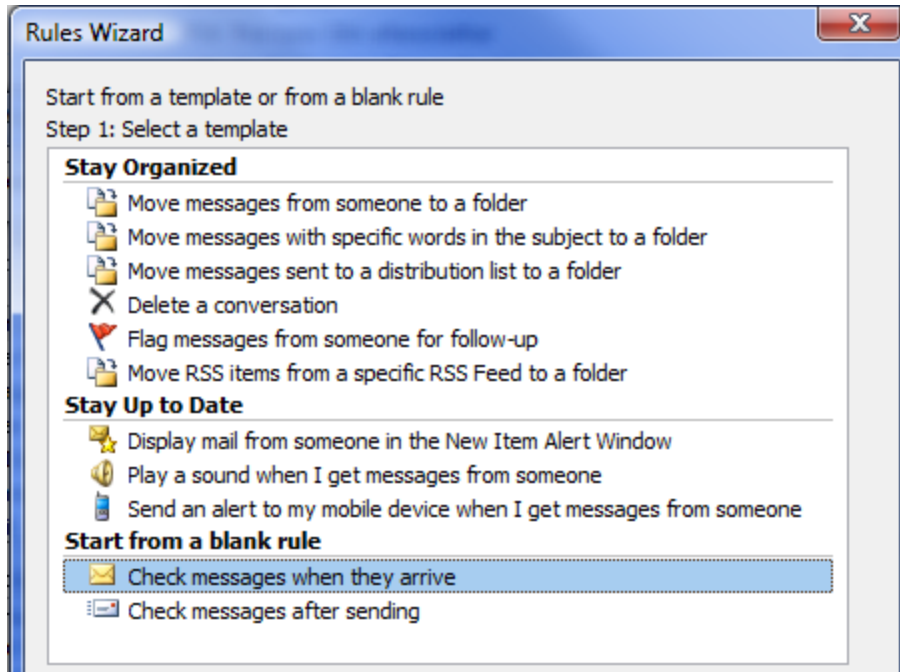 Rules Wizard
Start from a template or from a blank rule
Step 1: Select a template
Stay Organized
Move messages from someone to a folder
Move messages with specific words in the subject to a folder
Move messages sent to a distribution list to a folder
Delete a conversation
Flag messages from someone for follow-up
Move RSS items from a specific RSS Feed to a folder
Stay Up to Date
Display mail from someone in the New Item Alert Window
Play a sound when I get messages from someone
Send an alert to my mobile device when I get messages from someone
Start from a blank rule
Check messages when they arrive
Check messages after sending